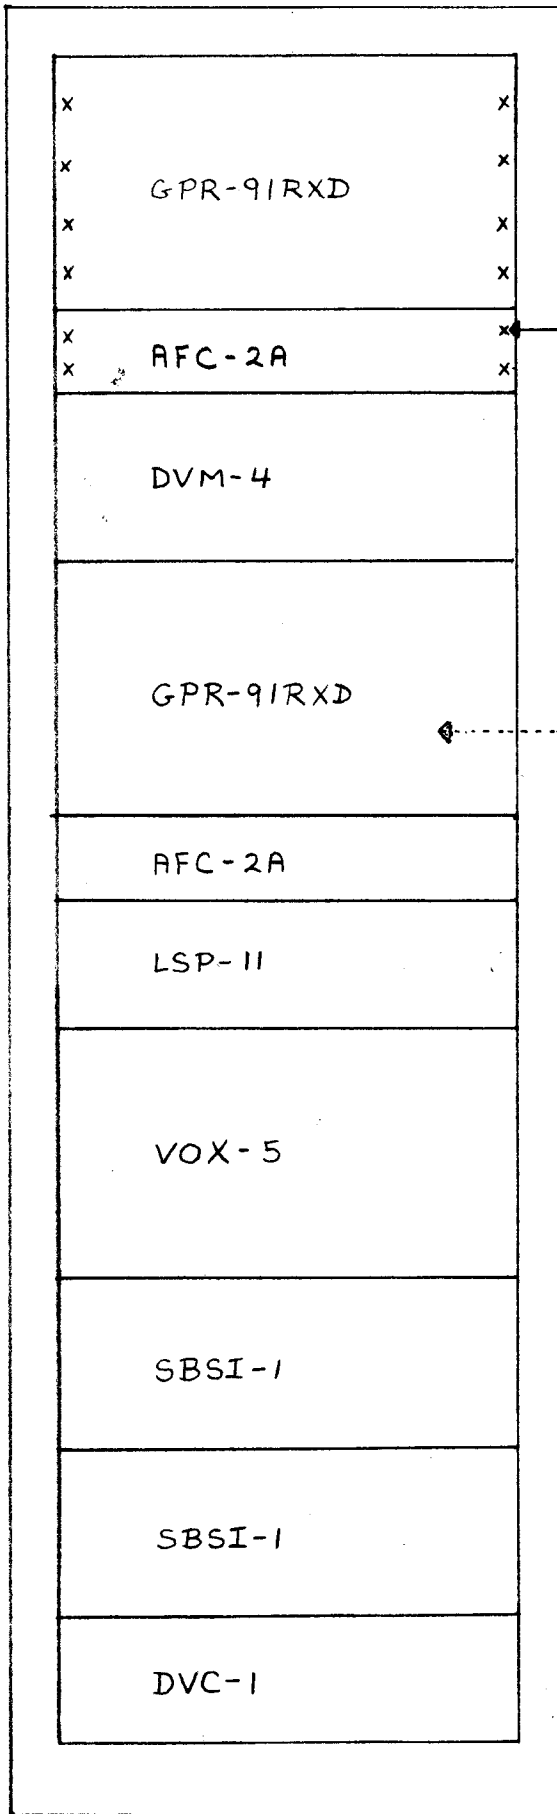 GPR-91RXD
AFC-2A
DVM-4
GPR-91RXD
AFC-2A
LSP-11
VOX-5
SBSI-1
SBSI-1
DVC-1